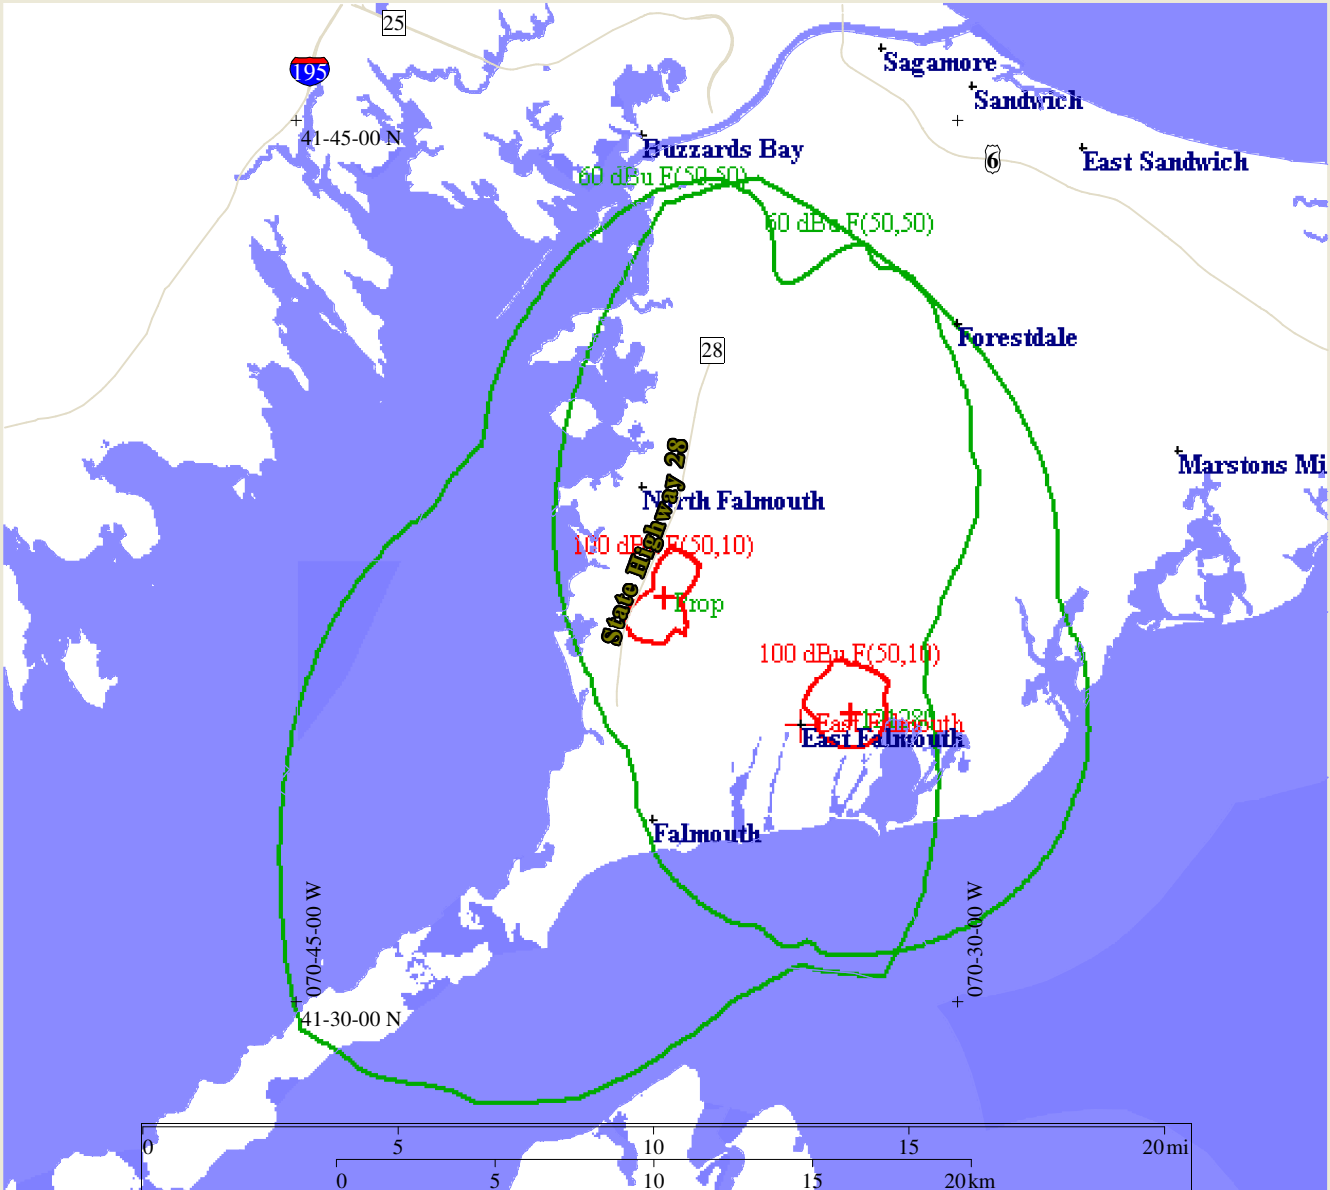 25
195
Sagamore
Sandwich
41-45-00 N
Buzzards Bay
6
East Sandwich
60 dBu F(50,50)
60 dBu F(50,50)
Forestdale
28
State Highway 28
Marstons Mi
North Falmouth
100 dBu F(50,10)
Prop
100 dBu F(50,10)
East Falmouth
East Falmouth
Falmouth
070-45-00 W
070-30-00 W
41-30-00 N
0 5 10 15 20 mi
0 5 10 15 20 km